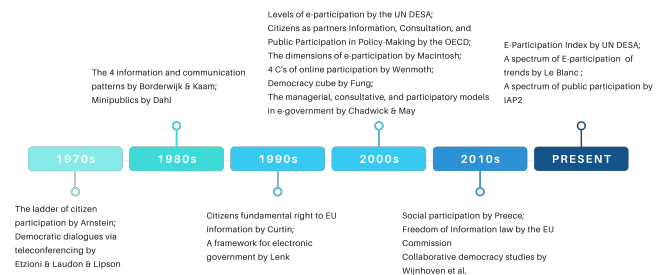 Levels of e-participation by the UN DESA;
Citizens as partners Information, Consultation, and
Public Participation in Policy-Making by the OECD;
The dimensions of e-participation by Macintosh;
4 C's of online participation by Wenmoth;
Democracy cube by Fung;
The managerial, consultative, and participatory models
in e-government by Chadwick & May
E-Participation Index by UN DESA;
A spectrum of E-participation of
trends by Le Blanc ;
A spectrum of public participation by
IAP2
The 4 information and communication
patterns by Borderwijk & Kaam;
Minipublics by Dahl
1970s
1980s
1990s
2000s
2010s
PRESENT
The ladder of citizen
participation by Arnstein;
Democratic dialogues via
teleconferencing by
Etzioni & Laudon & Lipson
Citizens fundamental right to EU
information by Curtin;
A framework for electronic
government by Lenk
Social participation by Preece;
Freedom of Information law by the EU
Commission
Collaborative democracy studies by
Wijnhoven et al.